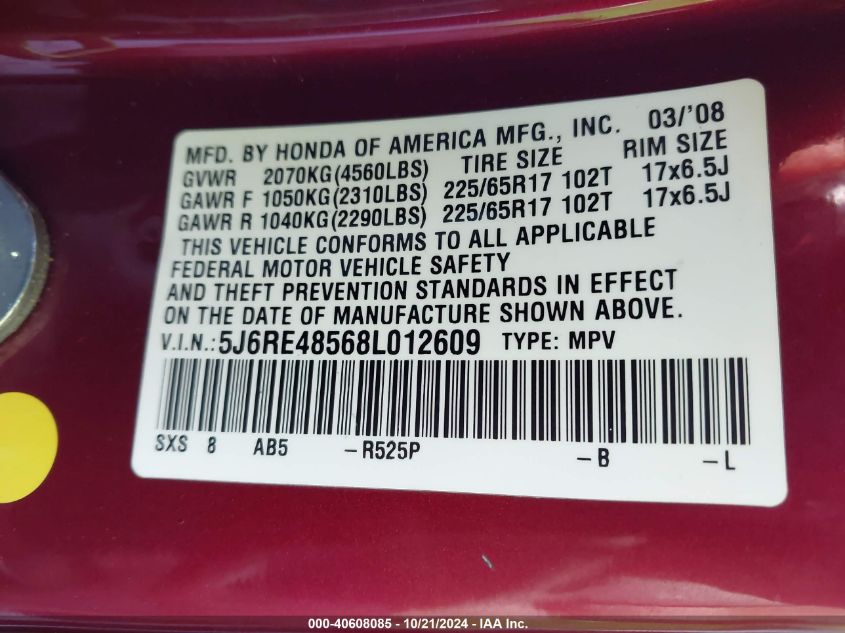 MFD. BY HONDA OF AMERICA MFG., INC. 03/'08
GVWR 2070KG(4560LBS) TIRE SIZE RIM SIZE
GAWR F 1050KG(2310LBS) 225/65R17 102T 17x6.5J
GAWR R 1040KG(2290LBS) 225/65R17 102T 17x6.5J
THIS VEHICLE CONFORMS TO ALL APPLICABLE
FEDERAL MOTOR VEHICLE SAFETY
AND THEFT PREVENTION STANDARDS IN EFFECT
ON THE DATE OF MANUFACTURE SHOWN ABOVE.
V.I.N.:5J6RE48568L012609 TYPE: MPV
SXS 8 AB5 -R525P -B -L
000-40608085 - 10/21/2024 - IAA Inc.